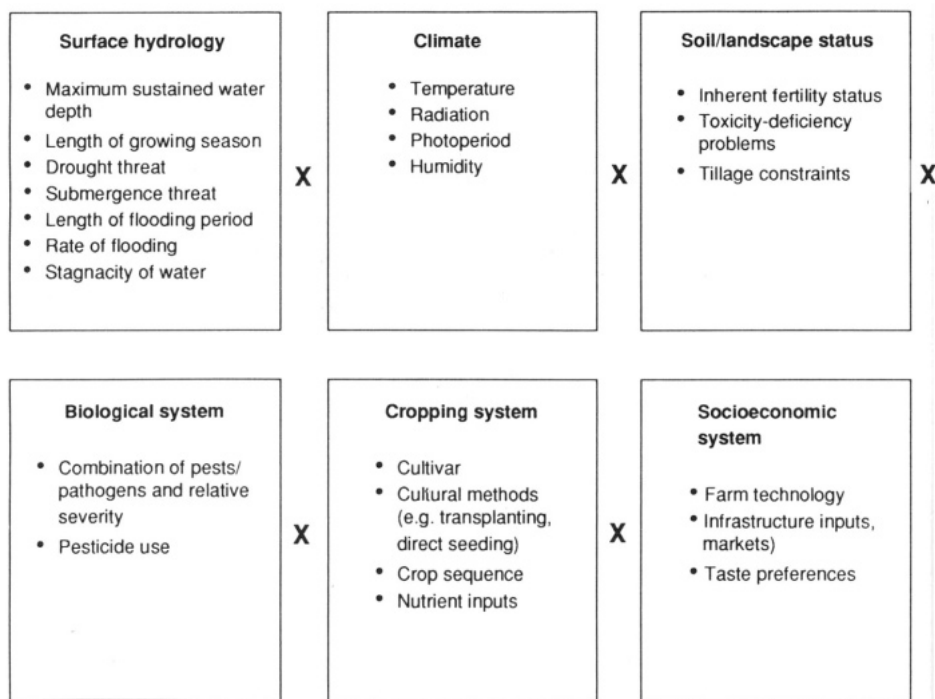 Surface hydrology
• Maximum sustained water
depth
• Length of growing season
• Drought threat
• Submergence threat
• Length of flooding period
• Rate of flooding
• Stagnacity of water
X
Climate
• Temperature
• Radiation
• Photoperiod
• Humidity
X
Soil/landscape status
• Inherent fertility status
• Toxicity-deficiency
problems
• Tillage constraints
X
Biological system
• Combination of pests/
pathogens and relative
severity
• Pesticide use
X
Cropping system
• Cultivar
• Cultural methods
(e.g. transplanting,
direct seeding)
• Crop sequence
• Nutrient inputs
X
Socioeconomic
system
• Farm technology
• Infrastructure inputs,
markets)
• Taste preferences